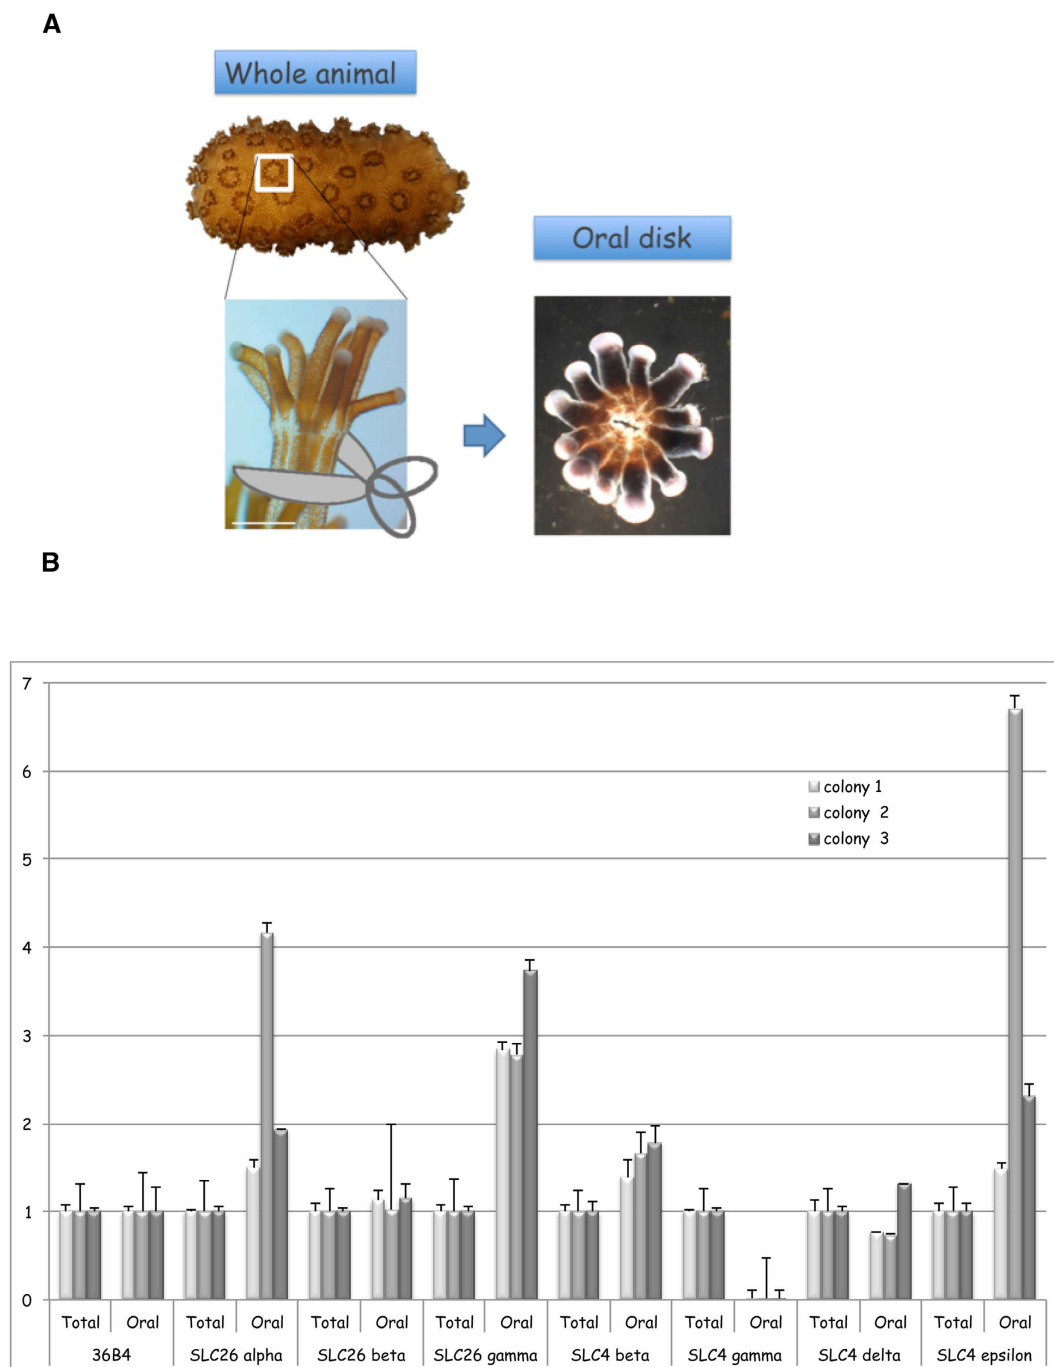 A
Whole animal
Oral disk
B
7
6
5
4
3
2
1
0
colony 1
colony 2
colony 3
Total Oral Total Oral Total Oral Total Oral Total Oral Total Oral Total Oral Total Oral
36B4 SLC26 alpha SLC26 beta SLC26 gamma SLC4 beta SLC4 gamma SLC4 delta SLC4 epsilon